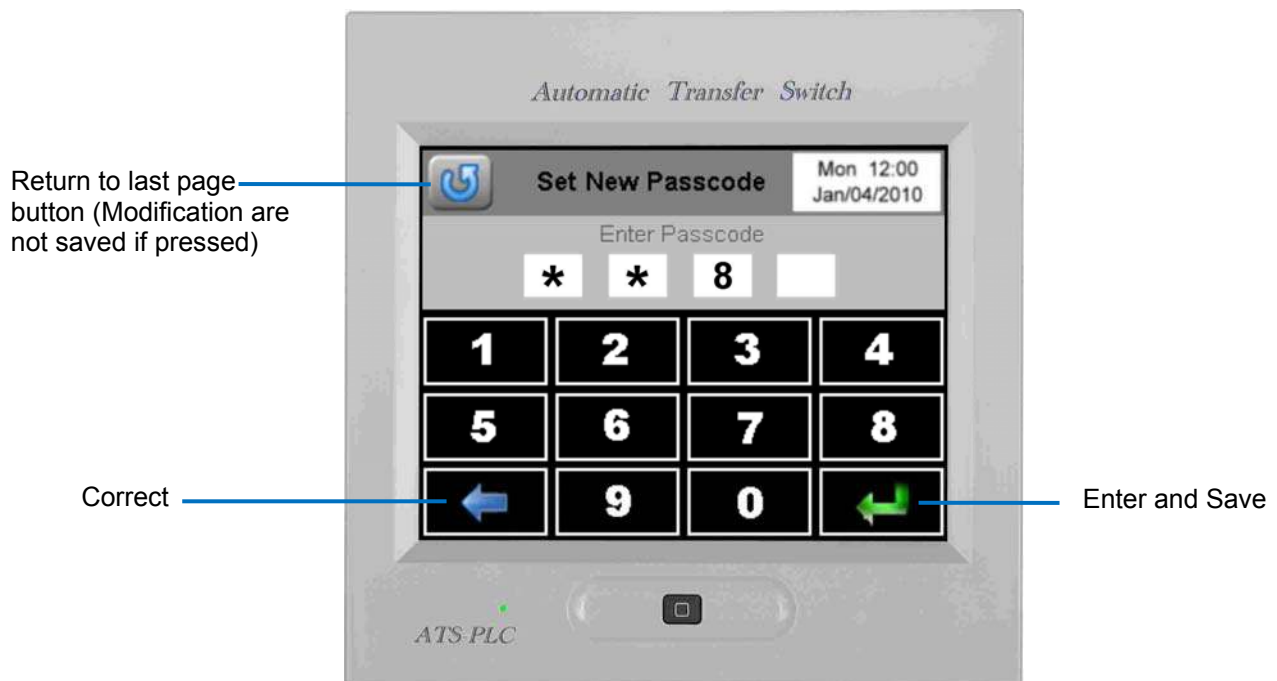 Automatic Transfer Switch
Return to last page
button (Modification are
not saved if pressed)
Set New Passcode
Mon 12:00
Jan/04/2010
Enter Passcode
* * 8
1 2 3 4
5 6 7 8
Correct
9 0
Enter and Save
ATS PLC